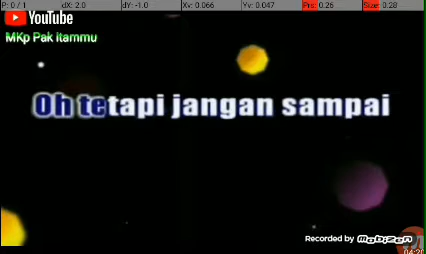 P: 0 / 1 dX: 2.0 dY: -1.0 Xv: 0.066 Yv: 0.047 Prs: 0.26 Size: 0.28
YouTube
MKp Pak itammu
Oh tetapi jangan sampai
Recorded by mobizen
04:20